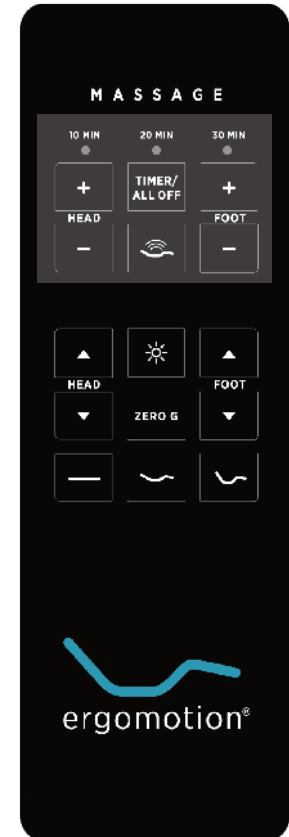 MASSAGE
10 MIN 20 MIN 30 MIN
+ TIMER/ +
ALL OFF
HEAD FOOT
− −
HEAD FOOT
ZERO G
ergomotion®